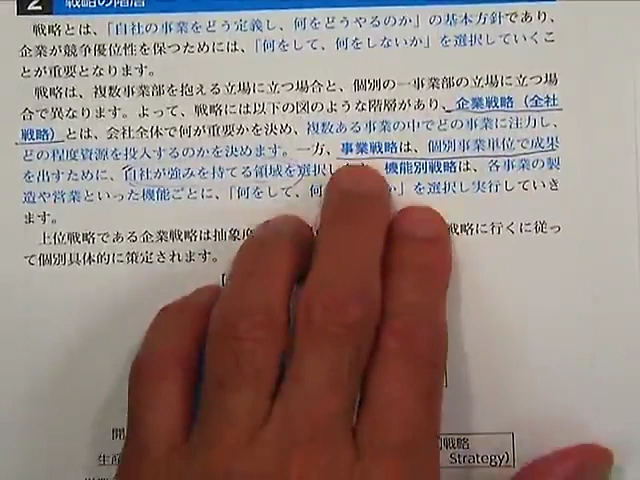 2 戦略の階層
戦略とは、「自社の事業をどう定義し、何をどうやるのか」の基本方針であり、
企業が競争優位性を保つためには、「何をして、何をしないか」を選択していくこ
とが重要となります。
戦略は、複数事業部を抱える立場に立つ場合と、個別の一事業部の立場に立つ場
合で異なります。よって、戦略には以下の図のような階層があり、企業戦略（全社
戦略）とは、会社全体で何が重要かを決め、複数ある事業の中でどの事業に注力し、
どの程度資源を投入するのかを決めます。一方、事業戦略は、個別事業単位で成果
を出すために、自社が強みを持てる領域を選択し 機能別戦略は、各事業の製
造や営業といった機能ごとに、「何をして、何 か」を選択し実行していき
ます。
上位戦略である企業戦略は抽象度 戦略に行くに従っ
て個別具体的に策定されます。
戦略
生産 Strategy)